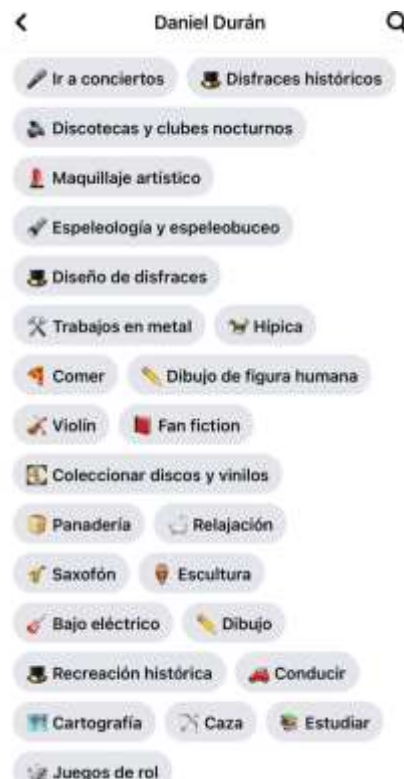 Daniel Durán
Ir a conciertos Disfraces históricos
Discotecas y clubes nocturnos
Maquillaje artístico
Espeleología y espeleobuceo
Diseño de disfraces
Trabajos en metal Hípica
Comer Dibujo de figura humana
Violín Fan fiction
Coleccionar discos y vinilos
Panadería Relajación
Saxofón Escultura
Bajo eléctrico Dibujo
Recreación histórica Conducir
Cartografía Caza Estudiar
Juegos de rol